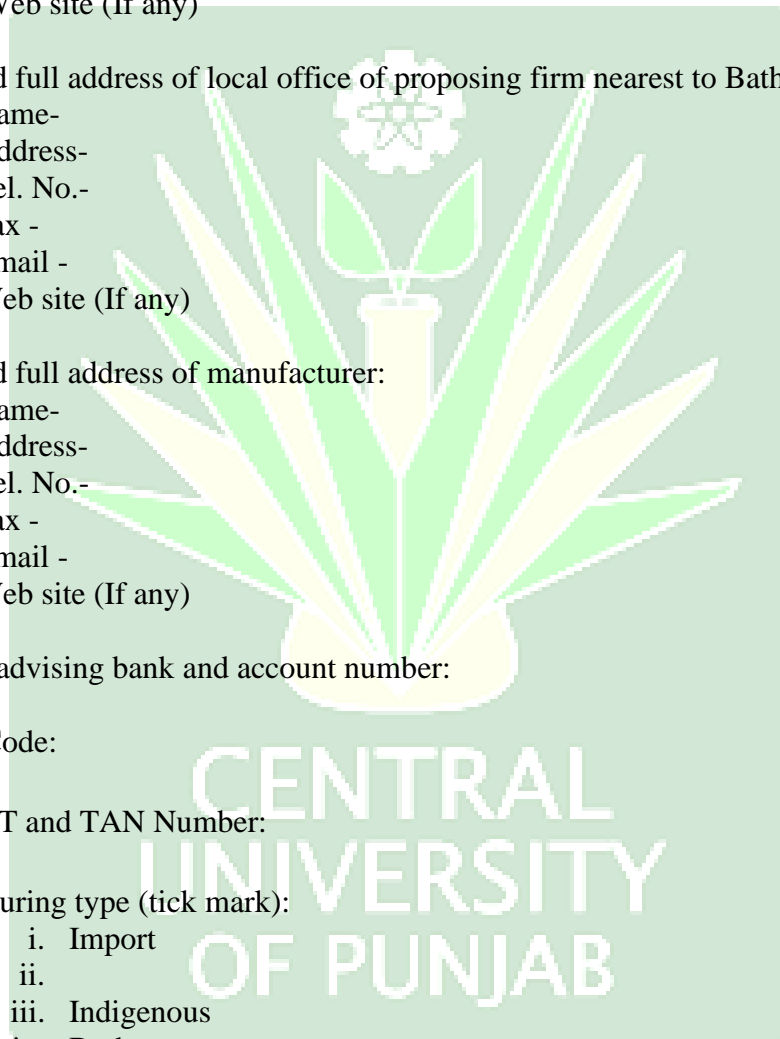 Web site (If any)
d full address of local office of proposing firm nearest to Bath
ame-
ddress-
el. No.-
ax -
mail -
Web site (If any)
d full address of manufacturer:
ame-
ddress-
el. No.-
ax -
mail -
Web site (If any)
advising bank and account number:
Code:
T and TAN Number:
uring type (tick mark):
i. Import
ii.
iii. Indigenous
CENTRAL
UNIVERSITY
OF PUNJAB